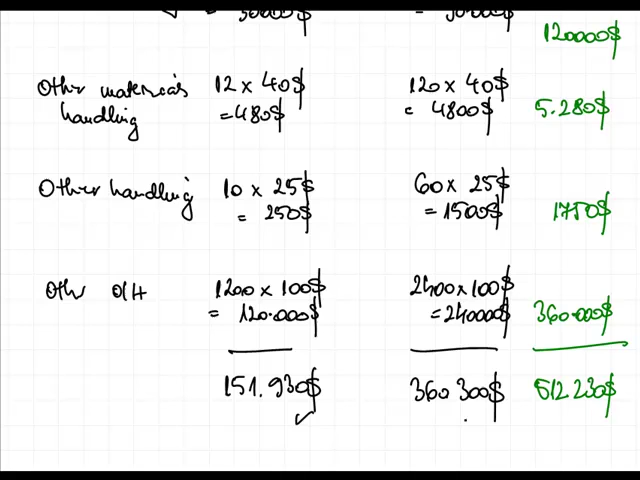 120000$
Other materials 12 x 40$ 120 x 40$
handling =480$ = 4800$ 5.280$
Other handling 10 x 25$ 60 x 25$
= 250$ =1500$ 1750$
Oth OH 1200 x 100$ 2400 x 100$
= 120.000$ =240000$ 360.000$
151.930$ 360 300$ 512 230$